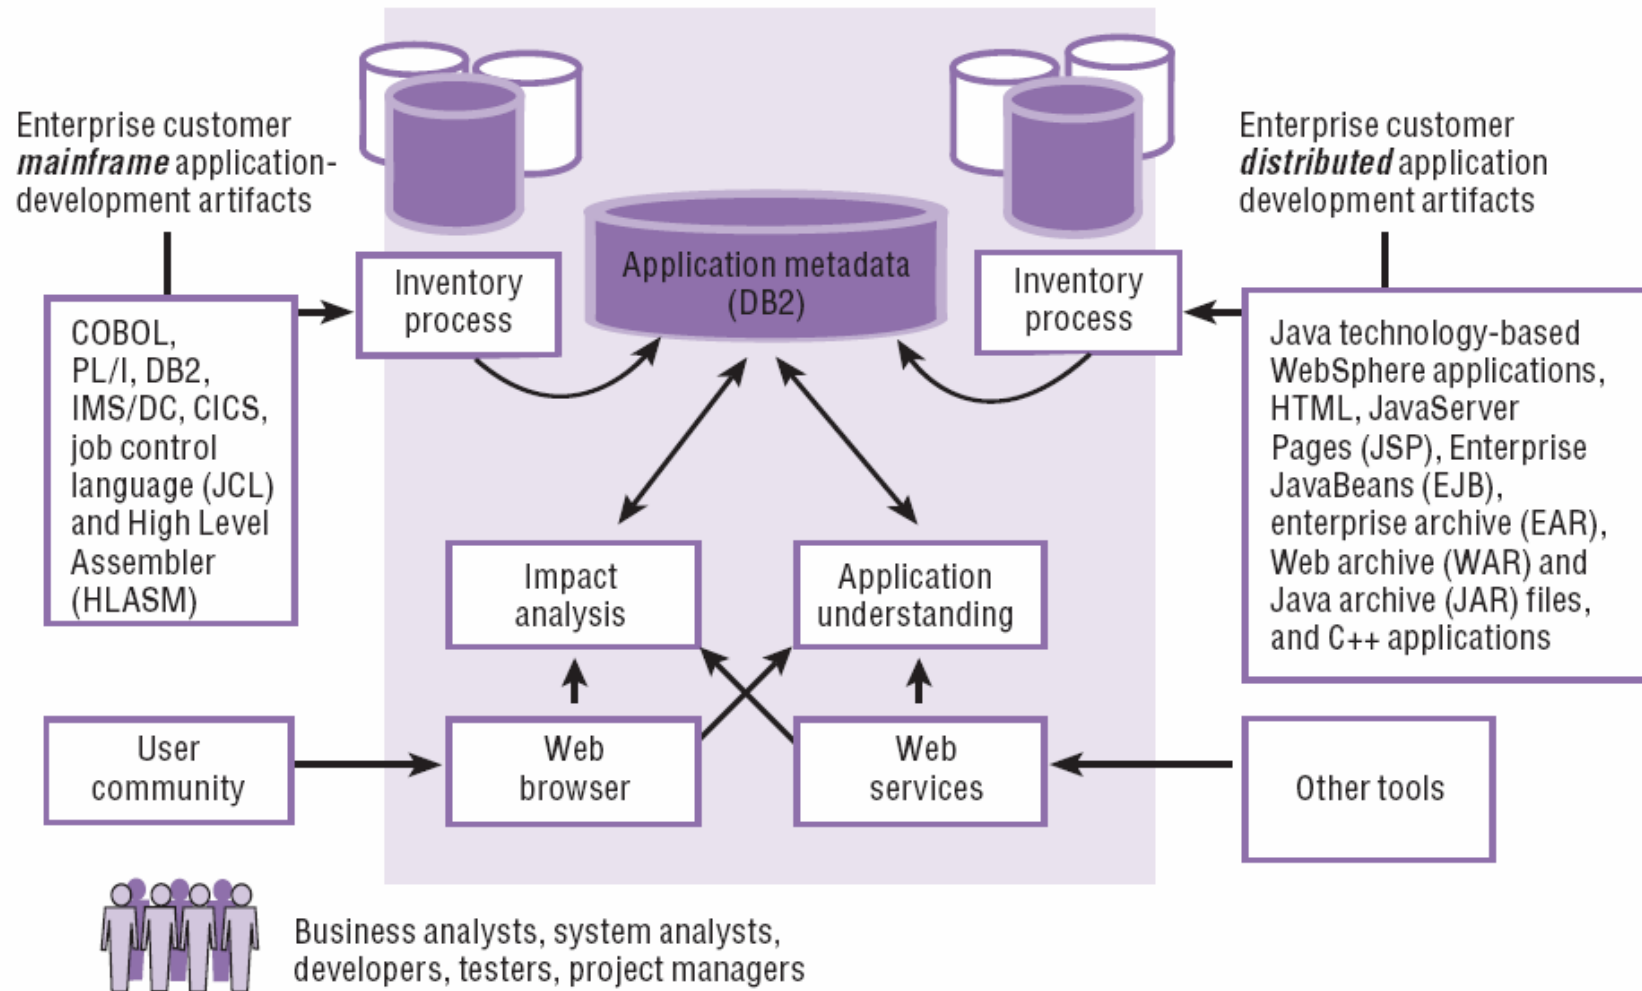 Enterprise customer
mainframe application-
development artifacts
COBOL,
PL/I, DB2,
IMS/DC, CICS,
job control
language (JCL)
and High Level
Assembler
(HLASM)
Inventory
process
Application metadata
(DB2)
Inventory
process
Enterprise customer
distributed application
development artifacts
Java technology-based
WebSphere applications,
HTML, JavaServer
Pages (JSP), Enterprise
JavaBeans (EJB),
enterprise archive (EAR),
Web archive (WAR) and
Java archive (JAR) files,
and C++ applications
Impact
analysis
Application
understanding
User
community
Web
browser
Web
services
Other tools
Business analysts, system analysts,
developers, testers, project managers